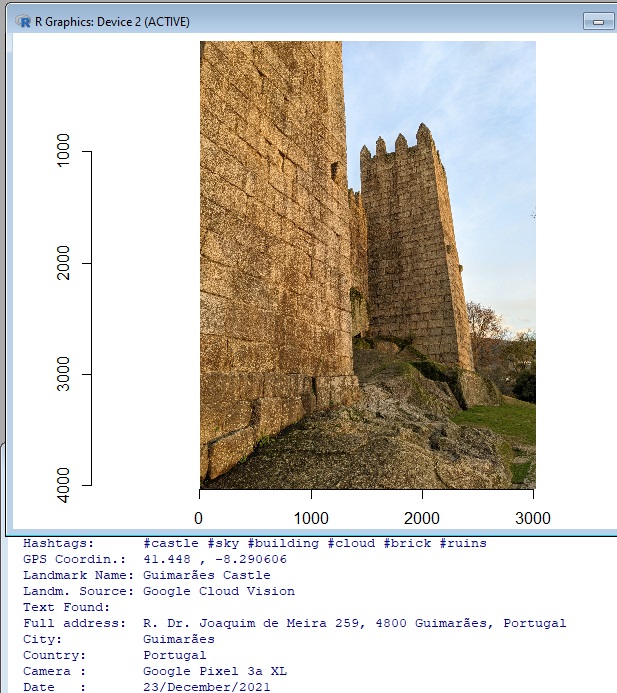 R Graphics: Device 2 (ACTIVE)
1000
2000
3000
4000
0 1000 2000 3000
Hashtags: #castle #sky #building #cloud #brick #ruins
GPS Coordin.: 41.448 , -8.290606
Landmark Name: Guimarães Castle
Landm. Source: Google Cloud Vision
Text Found:
Full address: R. Dr. Joaquim de Meira 259, 4800 Guimarães, Portugal
City: Guimarães
Country: Portugal
Camera : Google Pixel 3a XL
Date : 23/December/2021